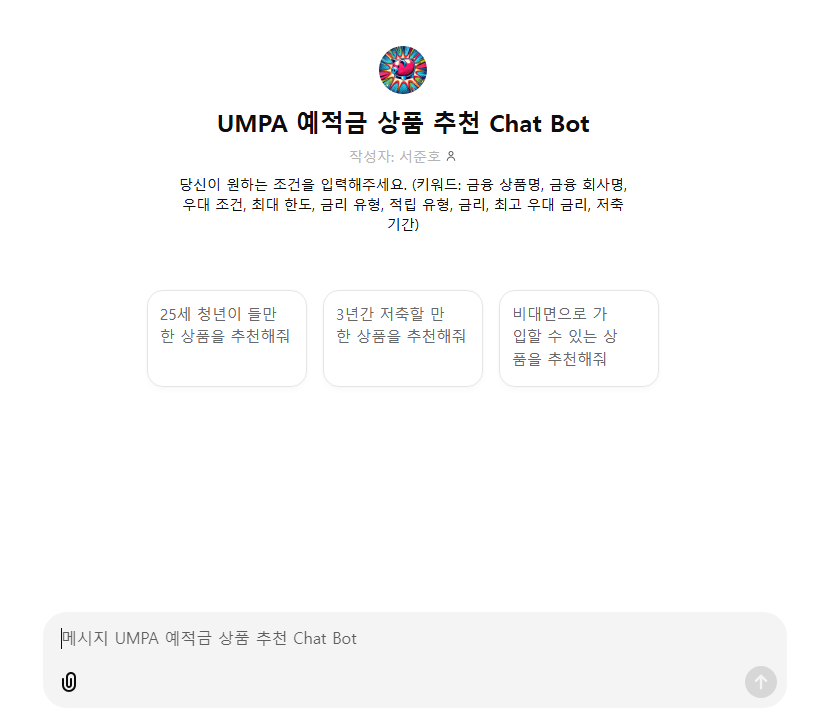 UMPA 예적금 상품 추천 Chat Bot
작성자: 서준호
당신이 원하는 조건을 입력해주세요. (키워드: 금융 상품명, 금융 회사명,
우대 조건, 최대 한도, 금리 유형, 적립 유형, 금리, 최고 우대 금리, 저축
기간)
25세 청년이 들만
한 상품을 추천해줘
3년간 저축할 만
한 상품을 추천해줘
비대면으로 가
입할 수 있는 상
품을 추천해줘
메시지 UMPA 예적금 상품 추천 Chat Bot